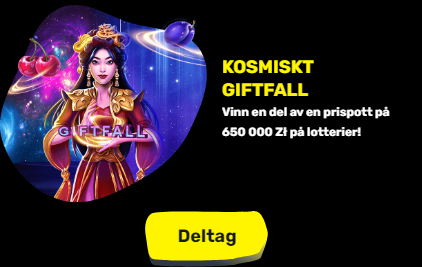 KOSMISKT
GIFTFALL
Vinn en del av en prispott på
650 000 Zł på lotterier!
GIFTFALL
Deltag